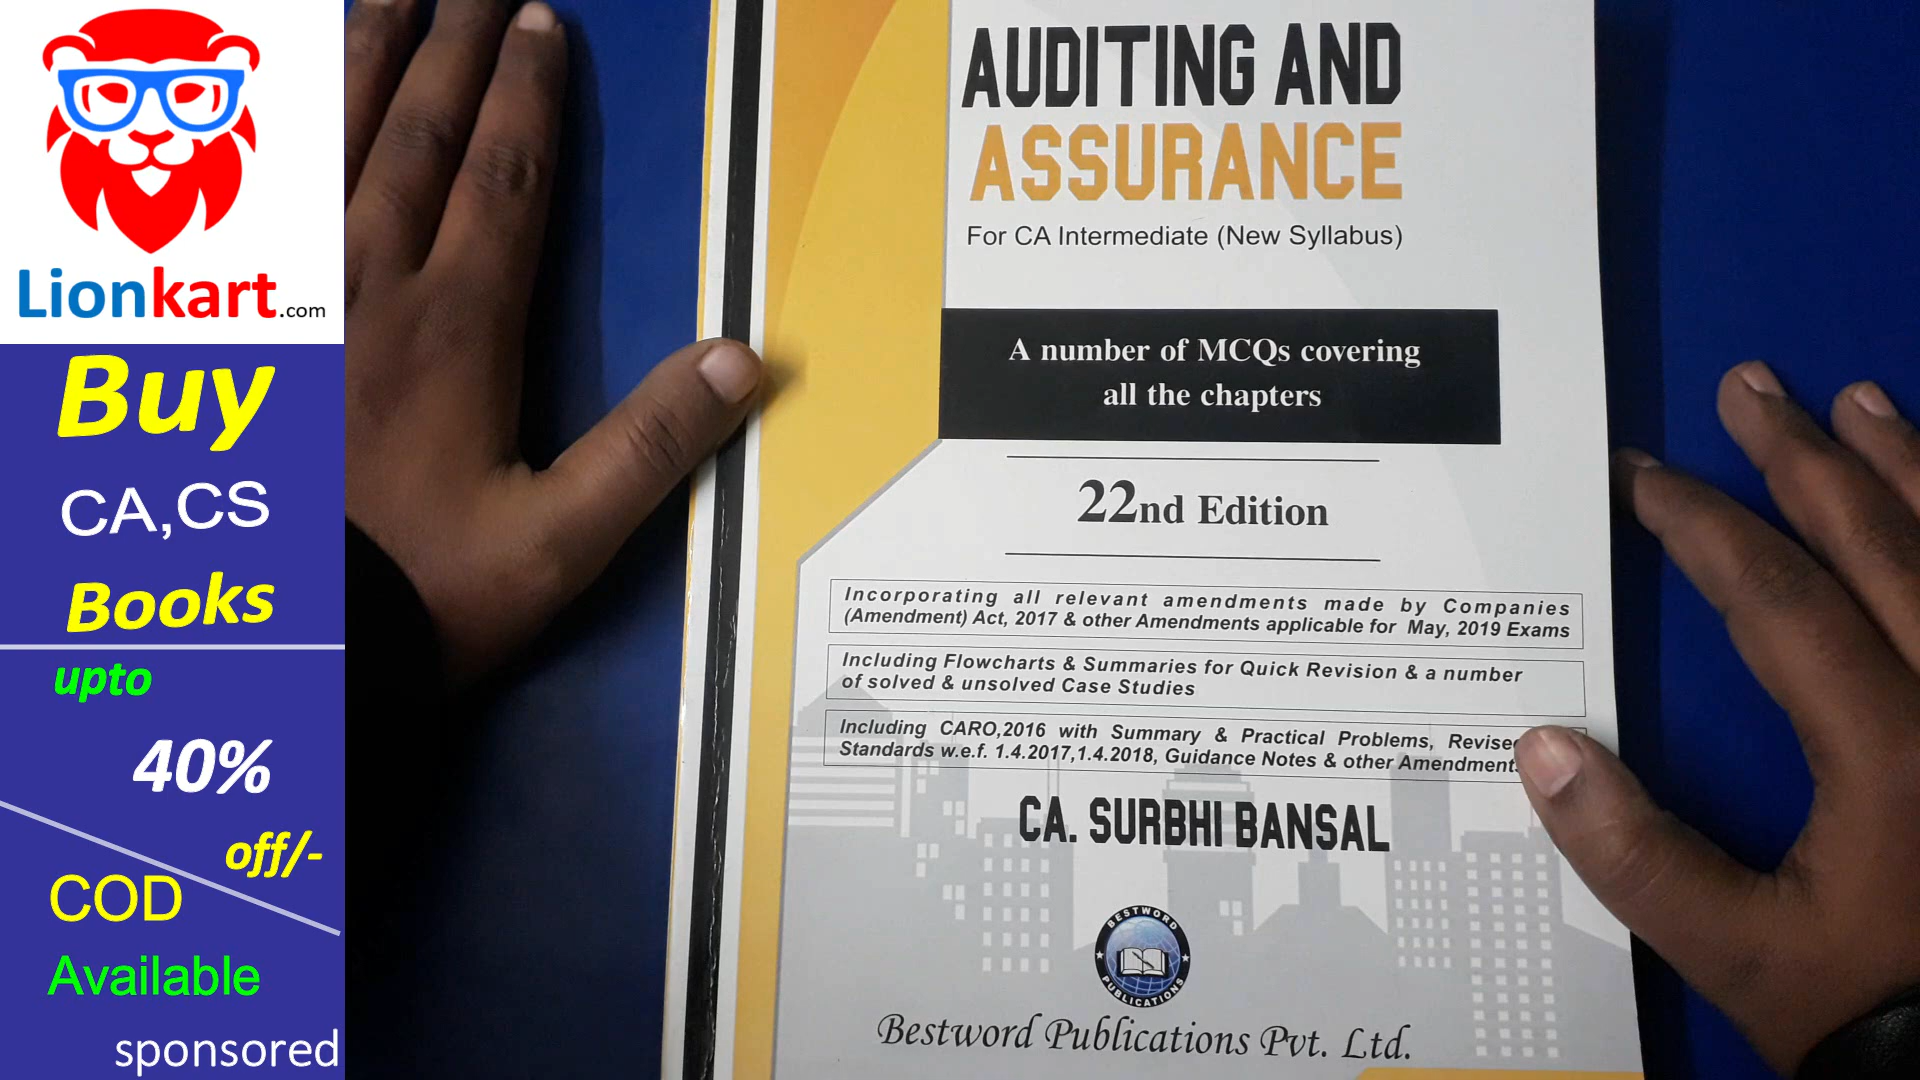 Lionkart.com
Buy
CA,CS
Books
upto
40%
off/-
COD
Available
sponsored
AUDITING AND
ASSURANCE
For CA Intermediate (New Syllabus)
A number of MCQs covering
all the chapters
22nd Edition
Incorporating all relevant amendments made by Companies
(Amendment) Act, 2017 & other Amendments applicable for May, 2019 Exams
Including Flowcharts & Summaries for Quick Revision & a number
of solved & unsolved Case Studies
Including CARO,2016 with Summary & Practical Problems,
Standards w.e.f. 1.4.2017,1.4.2018, Guidance Notes & other
CA. SURBHI BANSAL
BESTWORD
PUBLICATIONS
Bestword Publications Pvt. Ltd.